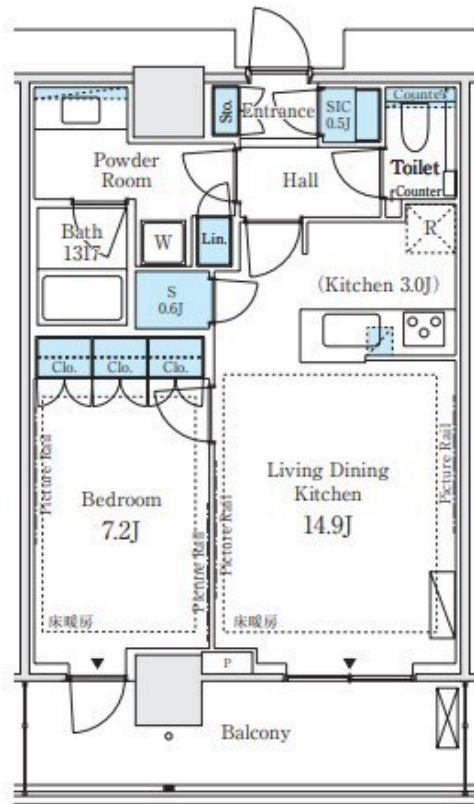 Sto.
Entrance
SIC
0.5J
Counter
Powder
Room
Hall
Toilet
Counter
Bath
1317
W
Lin.
R
S
0.6J
(Kitchen 3.0J)
Clo.
Clo.
Clo.
Picture Rail
Bedroom
7.2J
Picture Rail
Picture Rail
Living Dining
Kitchen
14.9J
Picture Rail
床暖房
床暖房
P
Balcony